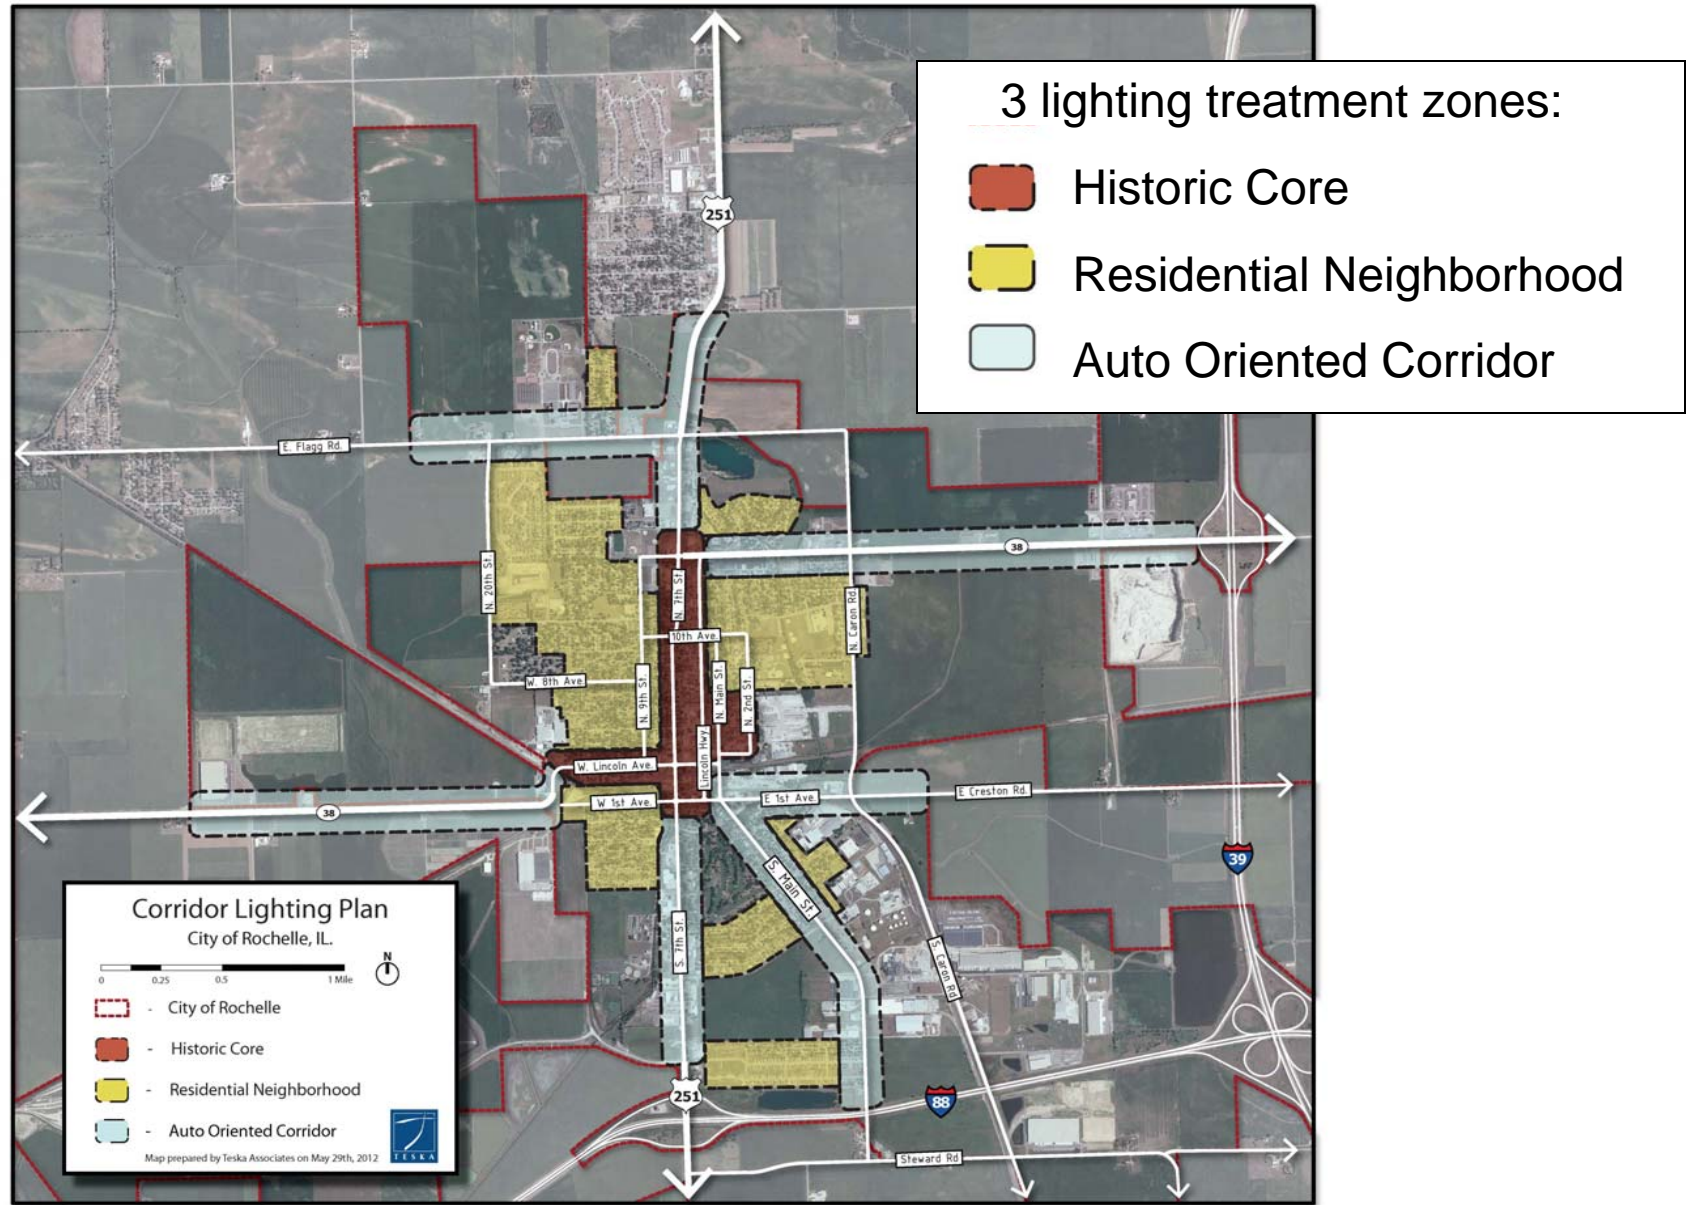 3 lighting treatment zones:
Historic Core
Residential Neighborhood
Auto Oriented Corridor
251
E. Flagg Rd.
38
N. 20th St.
N. 7th St
N. Caron Rd.
10th Ave.
W. 8th Ave.
N. 9th St.
N. Main St.
N. 2nd St.
Lincoln Hwy.
W. Lincoln Ave.
W 1st Ave.
E 1st Ave.
E Creston Rd.
38
39
S. Main St.
S. 7th St.
S. Caron Rd
251
88
Steward Rd
Corridor Lighting Plan
City of Rochelle, IL.
N
0 0.25 0.5 1 Mile
- City of Rochelle
- Historic Core
- Residential Neighborhood
- Auto Oriented Corridor
TESKA
Map prepared by Teska Associates on May 29th, 2012